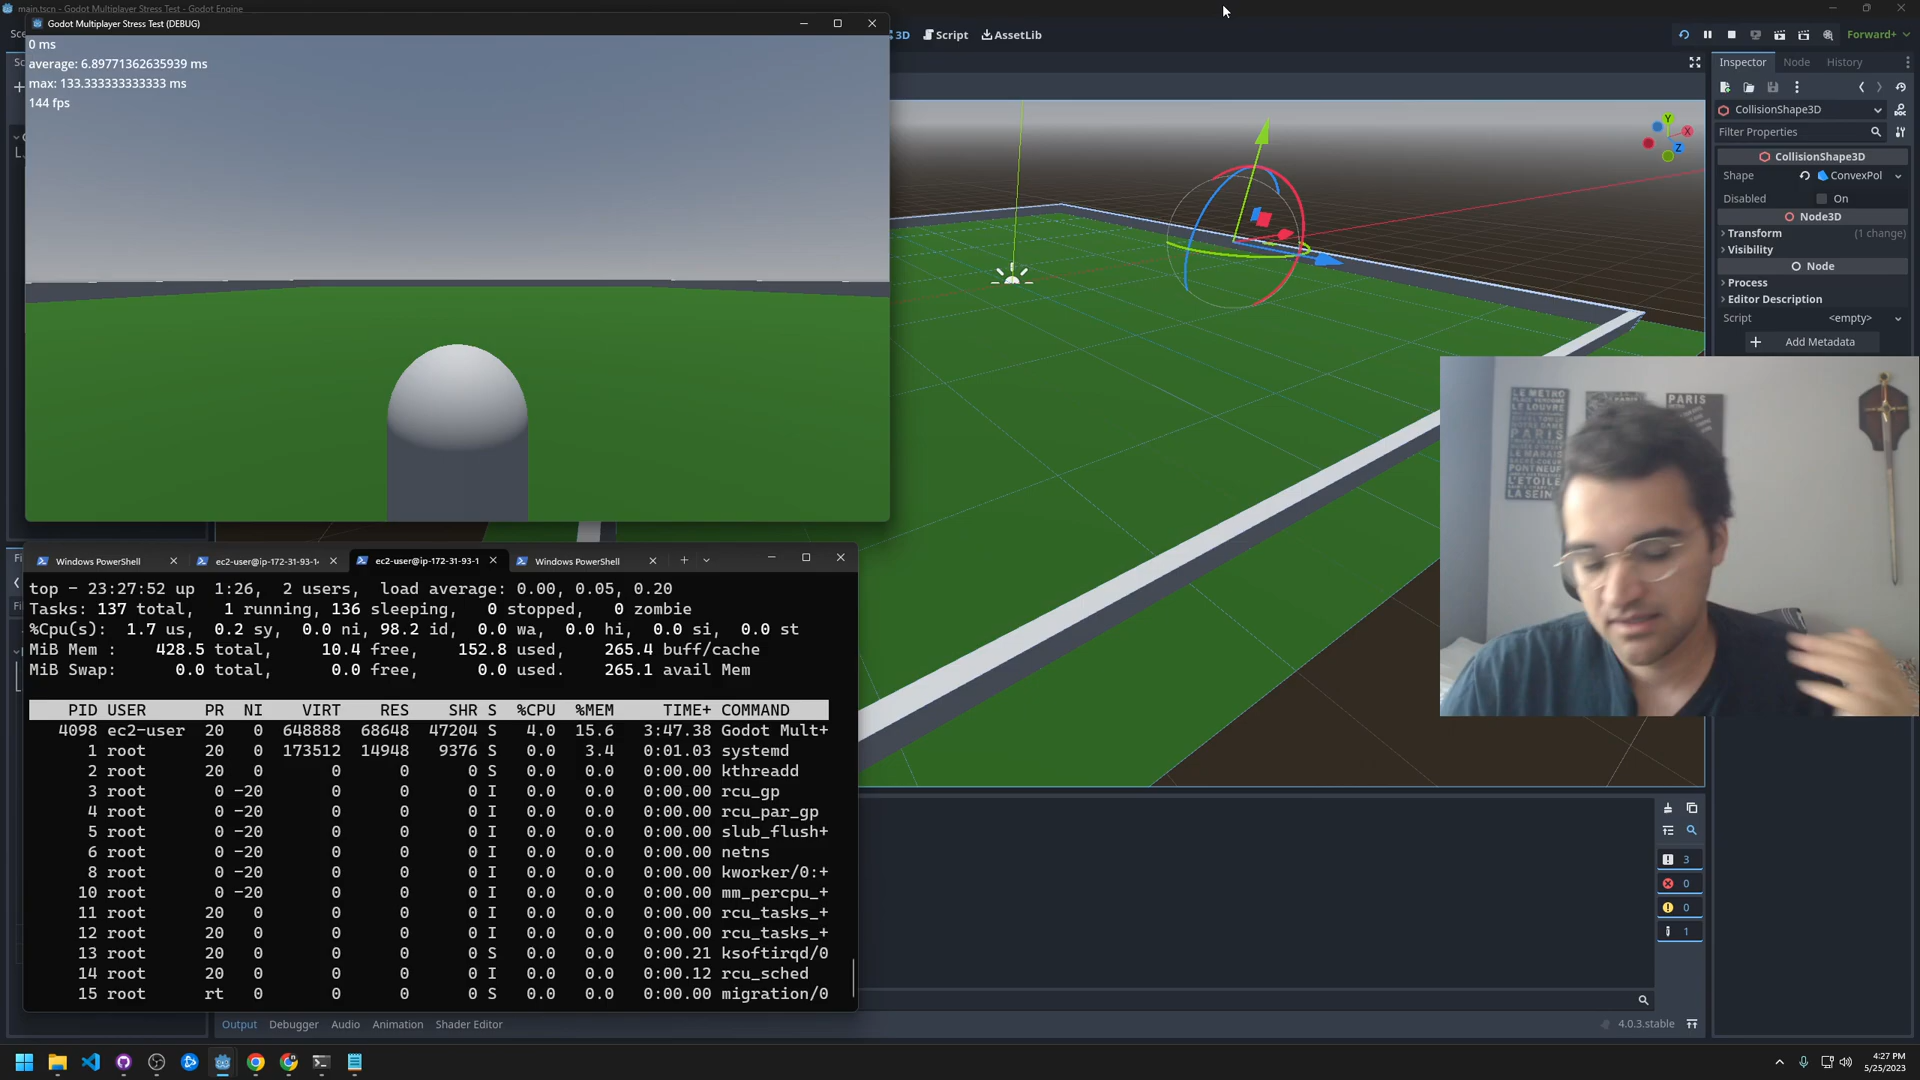 main.tscn - Godot Multiplayer Stress Test - Godot Engine
Godot Multiplayer Stress Test (DEBUG)
0 ms
average: 6.89771362635939 ms
max: 133.333333333333 ms
144 fps
3D
Script
AssetLib
Forward+
Inspector
Node
History
CollisionShape3D
Filter Properties
CollisionShape3D
Shape
ConvexPol
Disabled
On
Node3D
Transform
(1 change)
Visibility
Node
Process
Editor Description
Script
<empty>
Add Metadata
Y
X
Z
LE METRO
LE LOUVRE
NOTRE DAME
PARIS
SACRE-COEUR
LE MARAIS
PONT NEUF
L'ETOILE
LA SEINE
PARIS
Windows PowerShell
ec2-user@ip-172-31-93-1
ec2-user@ip-172-31-93-1
Windows PowerShell
top - 23:27:52 up  1:26,  2 users,  load average: 0.00, 0.05, 0.20
Tasks: 137 total,   1 running, 136 sleeping,   0 stopped,   0 zombie
%Cpu(s):  1.7 us,  0.2 sy,  0.0 ni, 98.2 id,  0.0 wa,  0.0 hi,  0.0 si,  0.0 st
MiB Mem :    428.5 total,     10.4 free,    152.8 used,    265.4 buff/cache
MiB Swap:      0.0 total,      0.0 free,      0.0 used.    265.1 avail Mem
PID USER PR NI VIRT RES SHR S %CPU %MEM TIME+ COMMAND
4098 ec2-user 20 0 648888 68648 47204 S 4.0 15.6 3:47.38 Godot Mult+
1 root 20 0 173512 14948 9376 S 0.0 3.4 0:01.03 systemd
2 root 20 0 0 0 0 S 0.0 0.0 0:00.00 kthreadd
3 root 0 -20 0 0 0 I 0.0 0.0 0:00.00 rcu_gp
4 root 0 -20 0 0 0 I 0.0 0.0 0:00.00 rcu_par_gp
5 root 0 -20 0 0 0 I 0.0 0.0 0:00.00 slub_flush+
6 root 0 -20 0 0 0 I 0.0 0.0 0:00.00 netns
8 root 0 -20 0 0 0 I 0.0 0.0 0:00.00 kworker/0:+
10 root 0 -20 0 0 0 I 0.0 0.0 0:00.00 mm_percpu_+
11 root 20 0 0 0 0 I 0.0 0.0 0:00.00 rcu_tasks_+
12 root 20 0 0 0 0 I 0.0 0.0 0:00.00 rcu_tasks_+
13 root 20 0 0 0 0 S 0.0 0.0 0:00.21 ksoftirqd/0
14 root 20 0 0 0 0 I 0.0 0.0 0:00.12 rcu_sched
15 root rt 0 0 0 0 S 0.0 0.0 0:00.00 migration/0
3
0
0
1
Output
Debugger
Audio
Animation
Shader Editor
4.0.3.stable
4:27 PM
5/25/2023